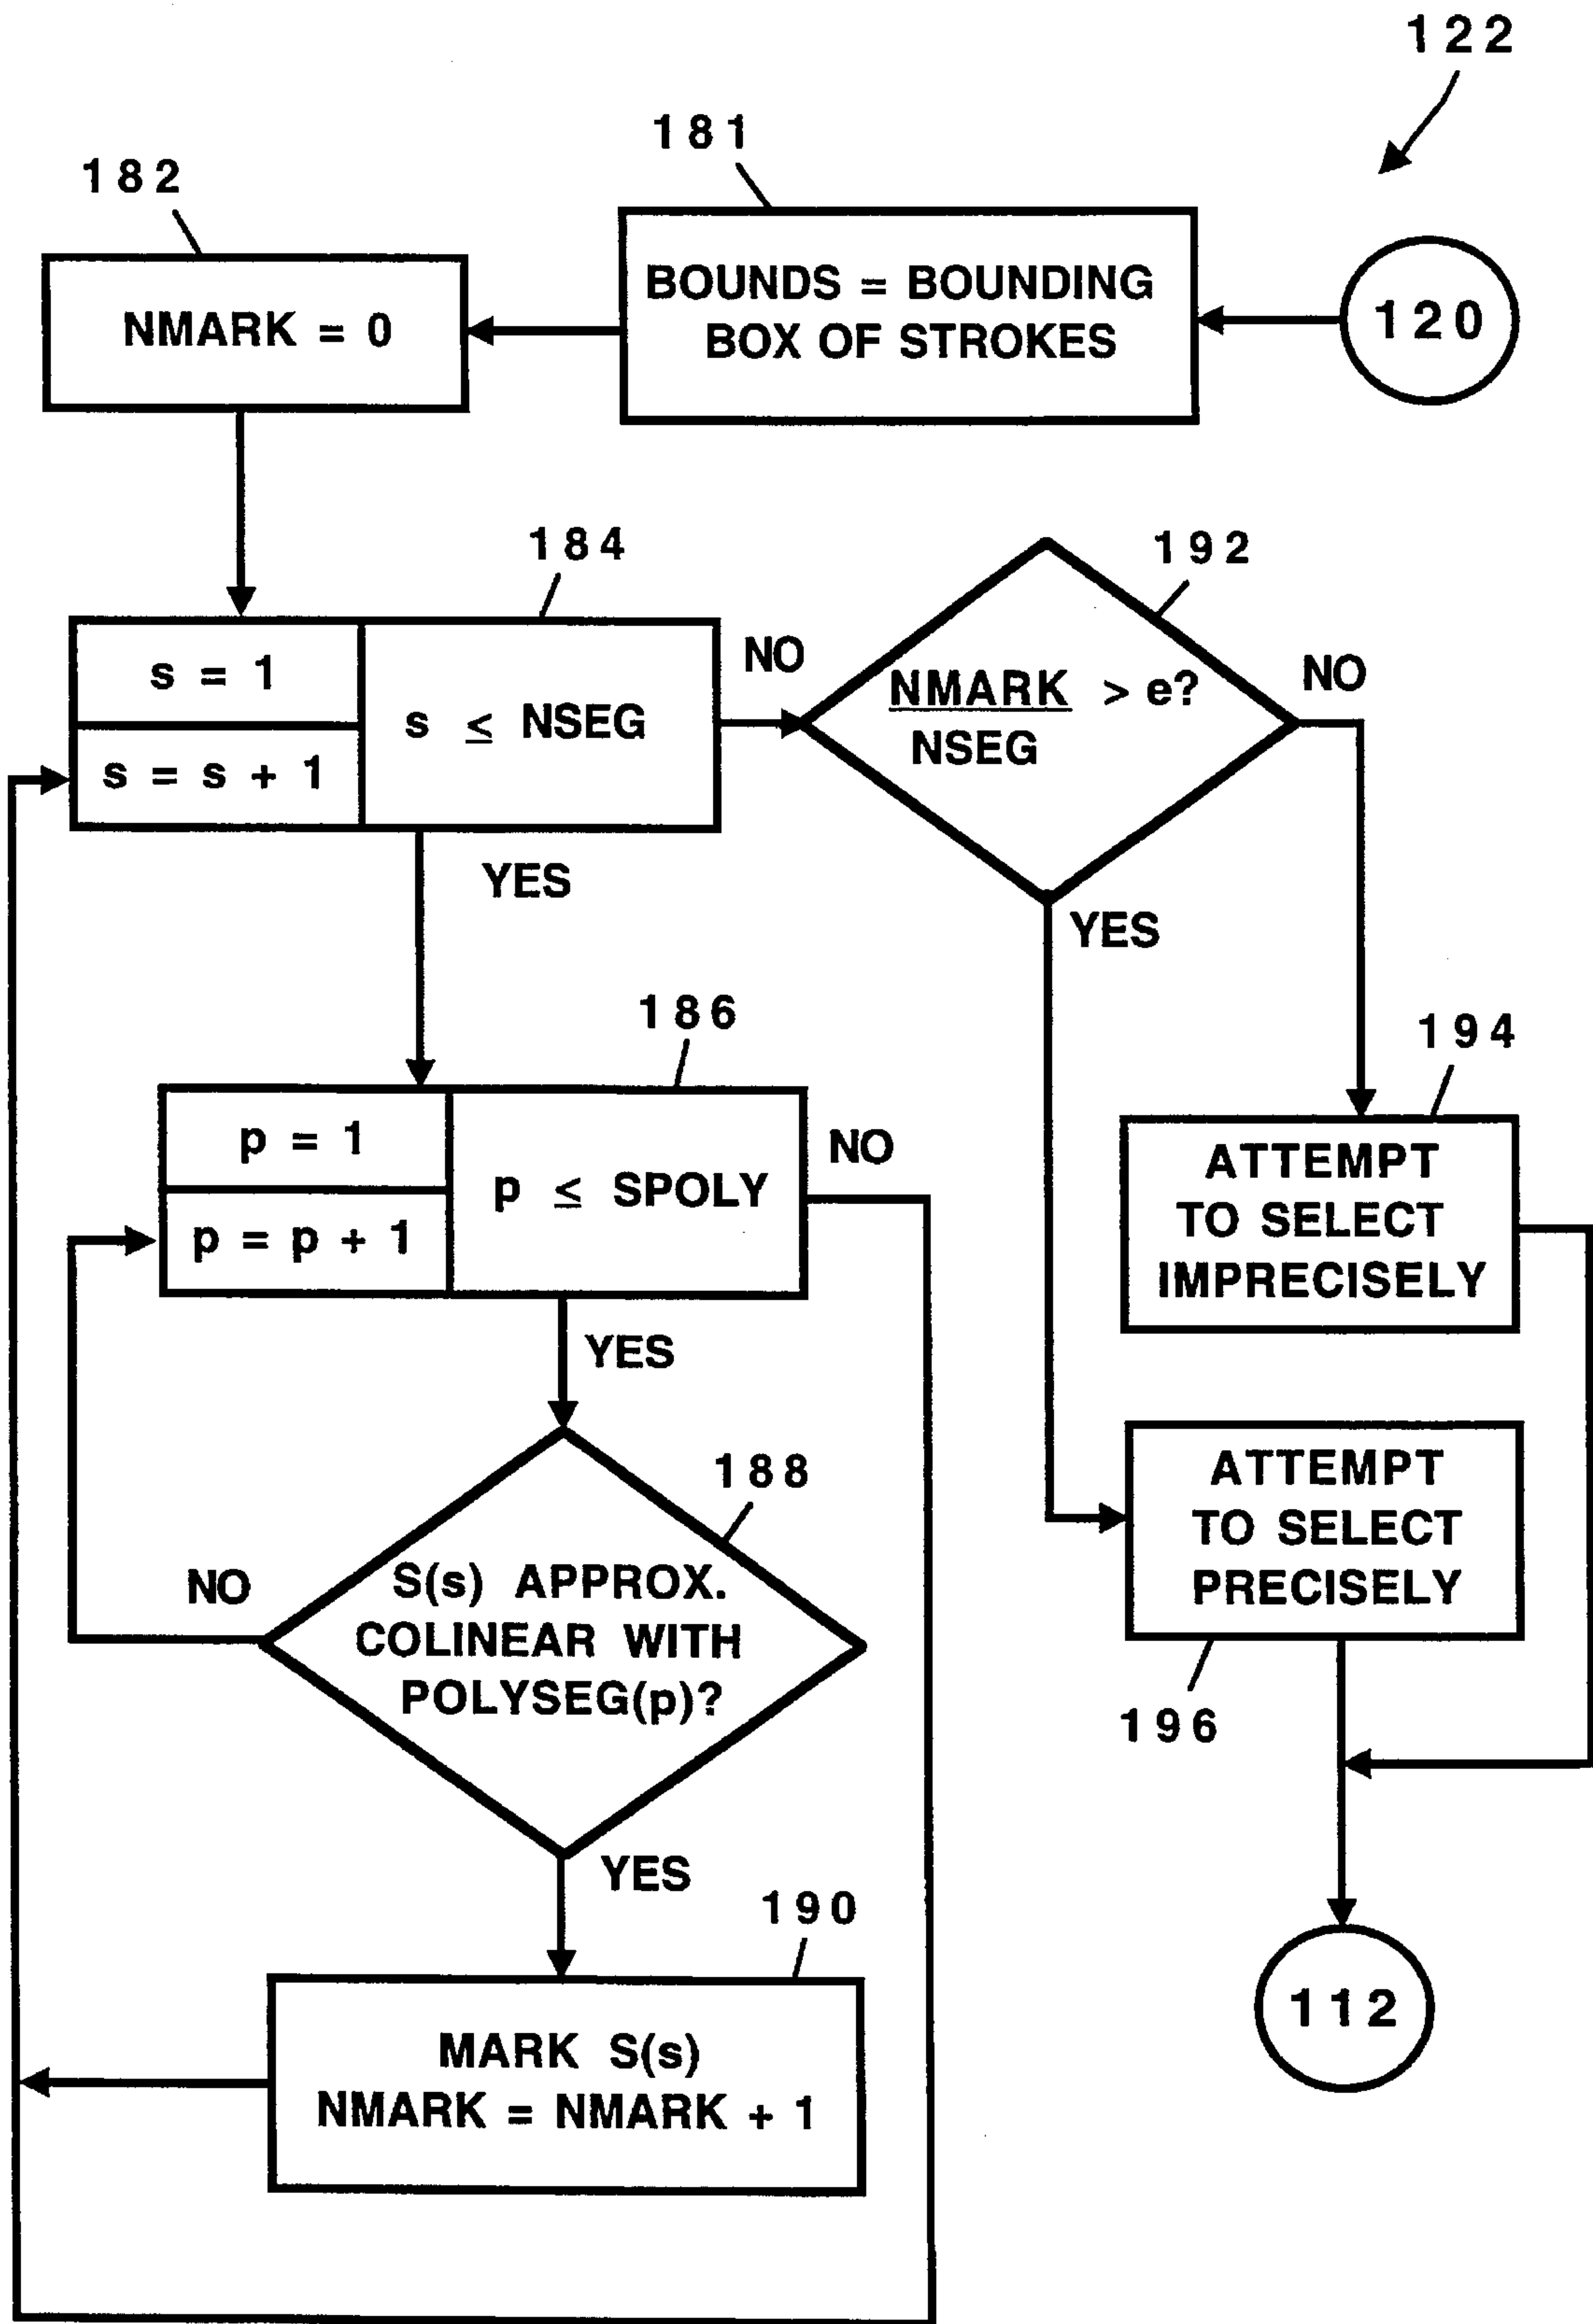 122
181
182
BOUNDS = BOUNDING
BOX OF STROKES
120
NMARK = 0
184
192
s = 1
s = s + 1
s ≤ NSEG
NO
NMARK > e?
NSEG
NO
YES
YES
186
194
p = 1
p = p + 1
p ≤ SPOLY
NO
ATTEMPT
TO SELECT
IMPRECISELY
YES
188
ATTEMPT
TO SELECT
PRECISELY
NO
S(s) APPROX.
COLINEAR WITH
POLYSEG(p)?
196
YES
190
MARK S(s)
NMARK = NMARK + 1
112